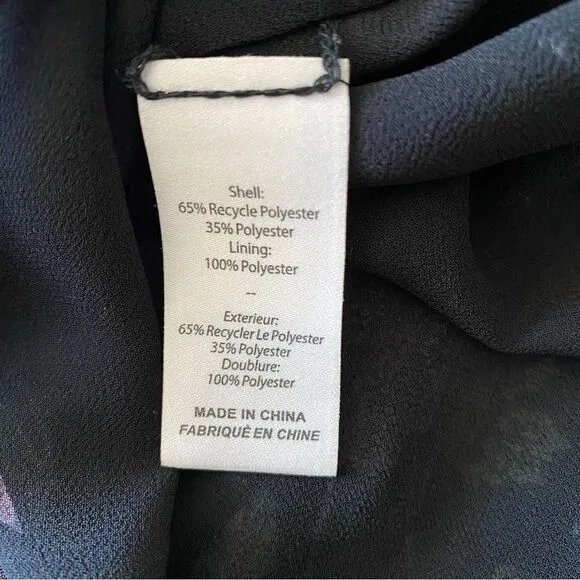 Shell:
65% Recycle Polyester
35% Polyester
Lining:
100% Polyester
--
Exterieur:
65% Recycler Le Polyester
35% Polyester
Doublure:
100% Polyester
MADE IN CHINA
FABRIQUÈ EN CHINE